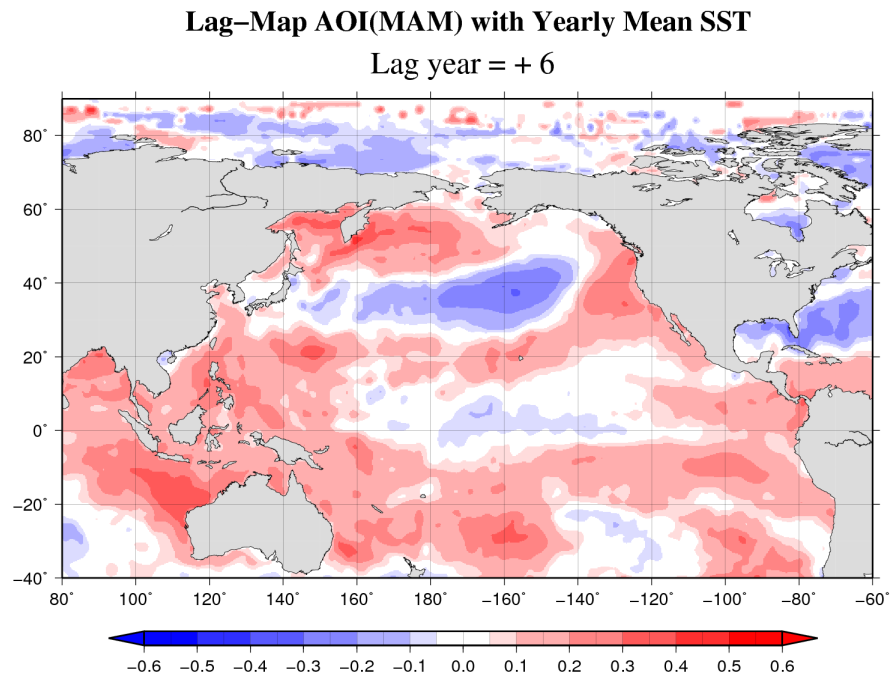 Lag−Map AOI(MAM) with Yearly Mean SST
Lag year = + 6
80˚
60˚
40˚
20˚
0˚
−20˚
−40˚
80˚ 100˚ 120˚ 140˚ 160˚ 180˚ −160˚ −140˚ −120˚ −100˚ −80˚ −60˚
−0.6 −0.5 −0.4 −0.3 −0.2 −0.1 0.0 0.1 0.2 0.3 0.4 0.5 0.6